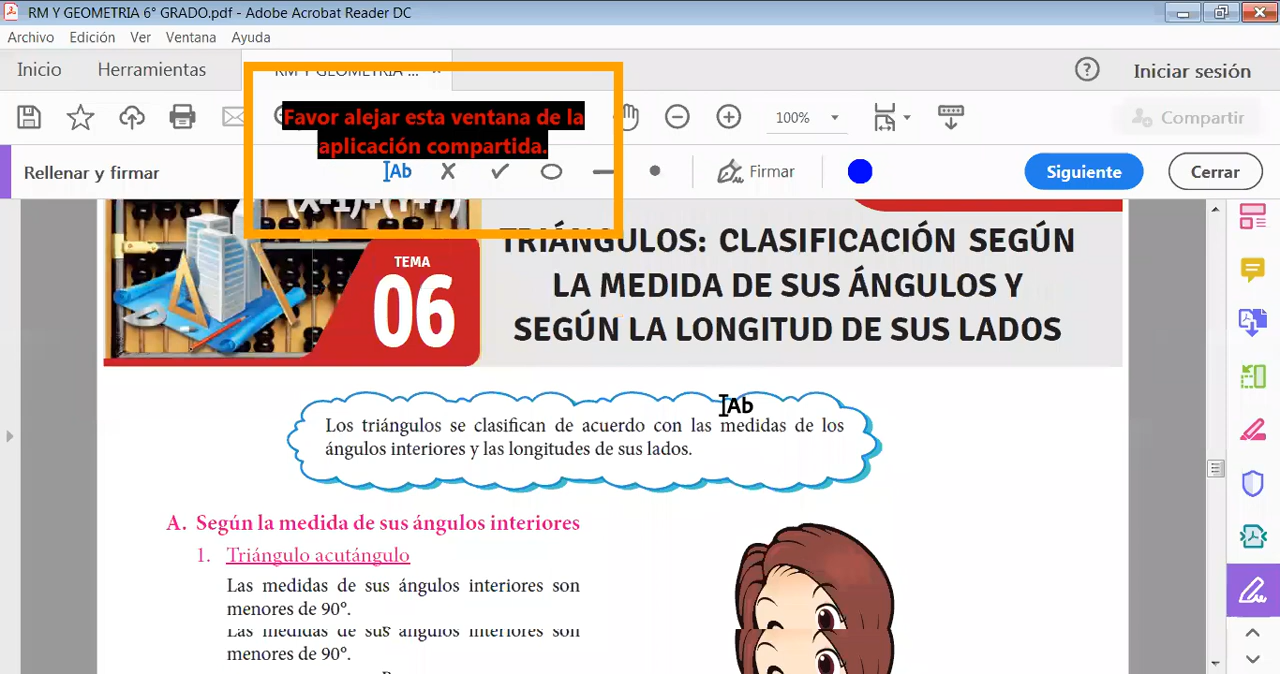 RM Y GEOMETRIA 6° GRADO.pdf - Adobe Acrobat Reader DC
Archivo Edición Ver Ventana Ayuda
Inicio Herramientas RM Y GEOMETRIA ... Iniciar sesión
Favor alejar esta ventana de la
aplicación compartida.
100% Compartir
Rellenar y firmar Ab Firmar Siguiente Cerrar
(X-1)+(Y+7)
TEMA
06
TRIÁNGULOS: CLASIFICACIÓN SEGÚN
LA MEDIDA DE SUS ÁNGULOS Y
SEGÚN LA LONGITUD DE SUS LADOS
Ab
Los triángulos se clasifican de acuerdo con las medidas de los
ángulos interiores y las longitudes de sus lados.
A. Según la medida de sus ángulos interiores
1. Triángulo acutángulo
Las medidas de sus ángulos interiores son
menores de 90°.
Las medidas de sus ángulos interiores son
menores de 90°.